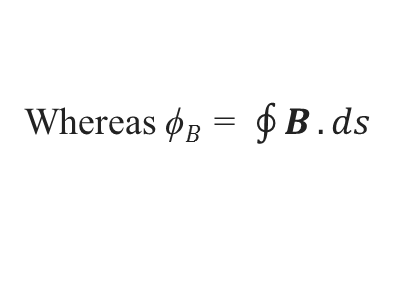 Whereas ϕ_B = ∮ B . ds